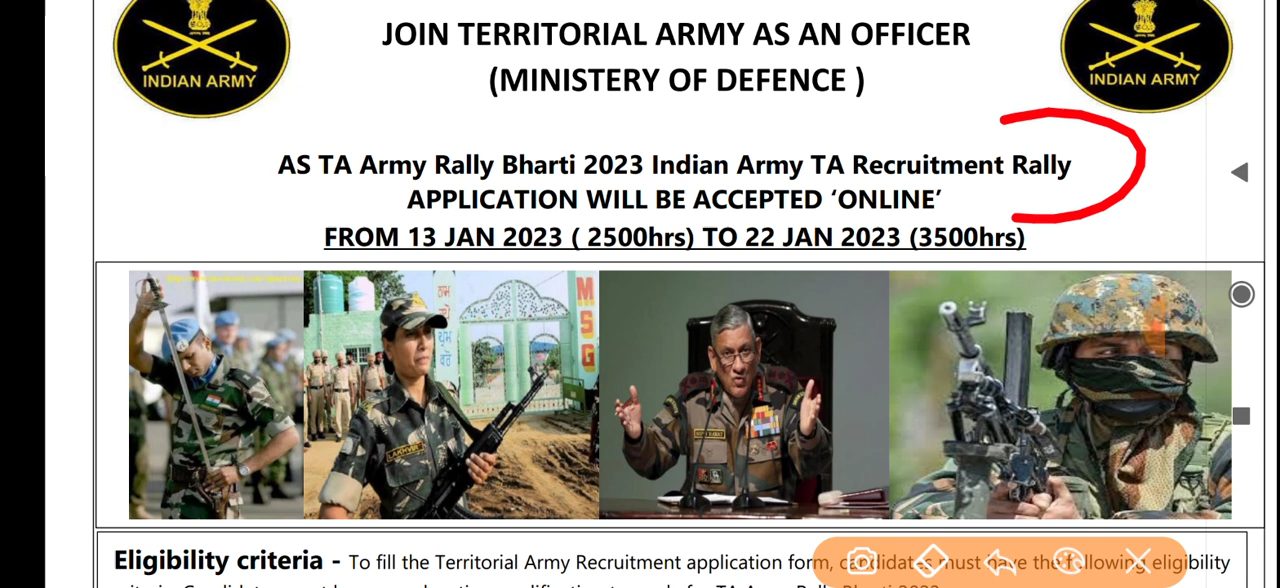 JOIN TERRITORIAL ARMY AS AN OFFICER
(MINISTERY OF DEFENCE )
INDIAN ARMY
INDIAN ARMY
AS TA Army Rally Bharti 2023 Indian Army TA Recruitment Rally
APPLICATION WILL BE ACCEPTED ‘ONLINE’
FROM 13 JAN 2023 ( 2500hrs) TO 22 JAN 2023 (3500hrs)
MSG
LAKHVIR
Eligibility criteria - To fill the Territorial Army Recruitment application form, candidates must have the following eligibility